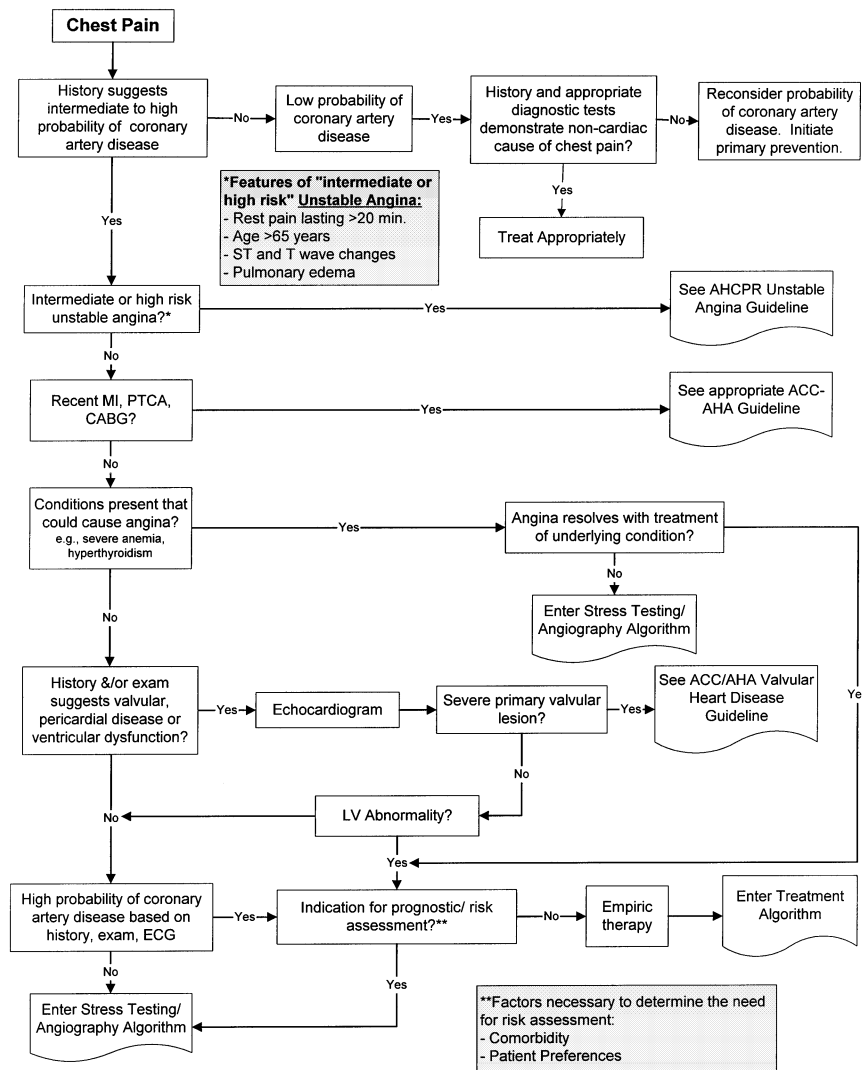 Chest Pain
History suggests
intermediate to high
probability of coronary
artery disease
No
Low probability of
coronary artery
disease
Yes
History and appropriate
diagnostic tests
demonstrate non-cardiac
cause of chest pain?
No
Reconsider probability
of coronary artery
disease. Initiate
primary prevention.
Yes
Treat Appropriately
*Features of "intermediate or
high risk" Unstable Angina:
- Rest pain lasting >20 min.
- Age >65 years
- ST and T wave changes
- Pulmonary edema
Yes
Intermediate or high risk
unstable angina?*
Yes
See AHCPR Unstable
Angina Guideline
No
Recent MI, PTCA,
CABG?
Yes
See appropriate ACC-
AHA Guideline
No
Conditions present that
could cause angina?
e.g., severe anemia,
hyperthyroidism
Yes
Angina resolves with treatment
of underlying condition?
No
Enter Stress Testing/
Angiography Algorithm
Ye
No
History &/or exam
suggests valvular,
pericardial disease or
ventricular dysfunction?
Yes
Echocardiogram
Severe primary valvular
lesion?
Yes
See ACC/AHA Valvular
Heart Disease
Guideline
No
LV Abnormality?
No
Yes
High probability of coronary
artery disease based on
history, exam, ECG
Yes
Indication for prognostic/ risk
assessment?**
No
Empiric
therapy
Enter Treatment
Algorithm
No
Yes
Enter Stress Testing/
Angiography Algorithm
**Factors necessary to determine the need
for risk assessment:
- Comorbidity
- Patient Preferences